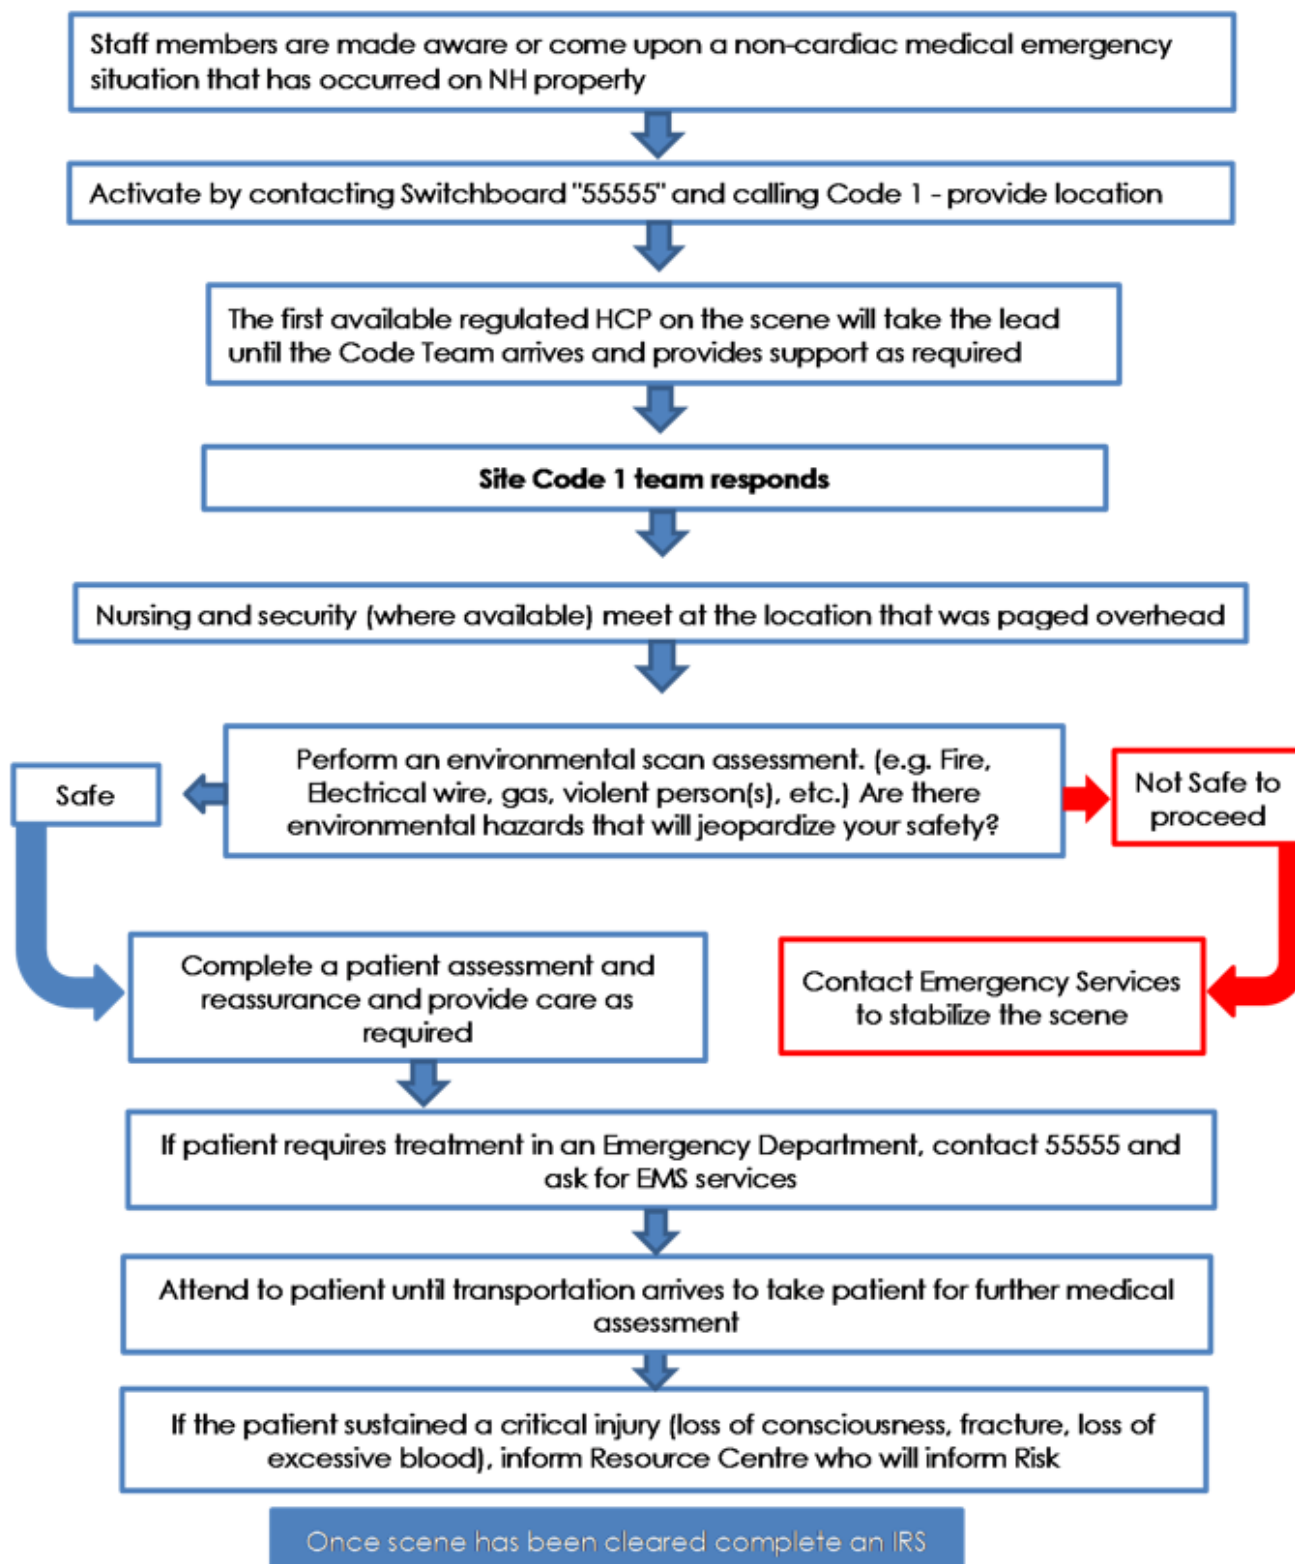 Staff members are made aware or come upon a non-cardiac medical emergency
situation that has occurred on NH property
Activate by contacting Switchboard "55555" and calling Code 1 - provide location
The first available regulated HCP on the scene will take the lead
until the Code Team arrives and provides support as required
Site Code 1 team responds
Nursing and security (where available) meet at the location that was paged overhead
Perform an environmental scan assessment. (e.g. Fire,
Electrical wire, gas, violent person(s), etc.) Are there
environmental hazards that will jeopardize your safety?
Safe
Not Safe to
proceed
Complete a patient assessment and
reassurance and provide care as
required
Contact Emergency Services
to stabilize the scene
If patient requires treatment in an Emergency Department, contact 55555 and
ask for EMS services
Attend to patient until transportation arrives to take patient for further medical
assessment
If the patient sustained a critical injury (loss of consciousness, fracture, loss of
excessive blood), inform Resource Centre who will inform Risk
Once scene has been cleared complete an IRS